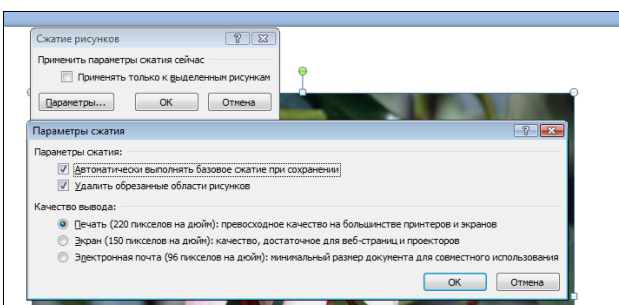 Сжатие рисунков
Применить параметры сжатия сейчас
Применять только к выделенным рисункам
Параметры... ОК Отмена
Параметры сжатия
Параметры сжатия:
Автоматически выполнять базовое сжатие при сохранении
Удалить обрезанные области рисунков
Качество вывода:
Печать (220 пикселов на дюйм): превосходное качество на большинстве принтеров и экранов
Экран (150 пикселов на дюйм): качество, достаточное для веб-страниц и проекторов
Электронная почта (96 пикселов на дюйм): минимальный размер документа для совместного использования
ОК Отмена